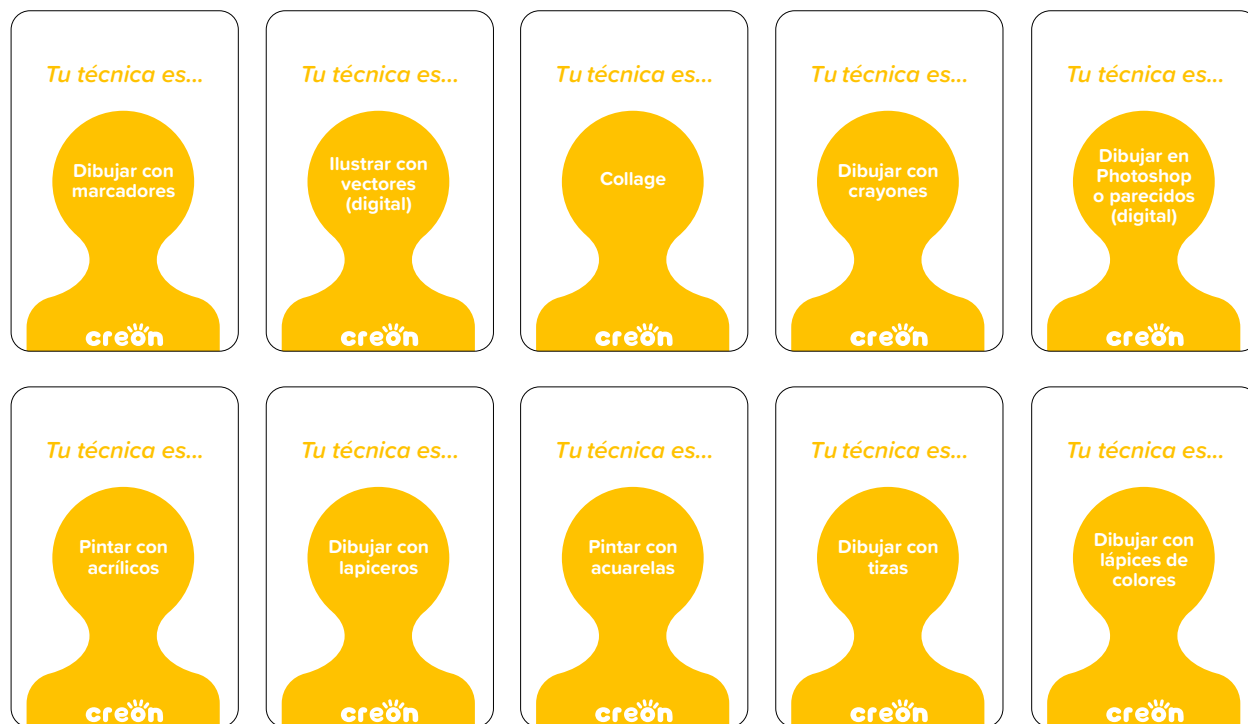 Tu técnica es...
Dibujar con
marcadores
creon
Tu técnica es...
Ilustrar con
vectores
(digital)
creon
Tu técnica es...
Collage
creon
Tu técnica es...
Dibujar con
crayones
creon
Tu técnica es...
Dibujar en
Photoshop
o parecidos
(digital)
creon
Tu técnica es...
Pintar con
acrílicos
creon
Tu técnica es...
Dibujar con
lapiceros
creon
Tu técnica es...
Pintar con
acuarelas
creon
Tu técnica es...
Dibujar con
tizas
creon
Tu técnica es...
Dibujar con
lápices de
colores
creon